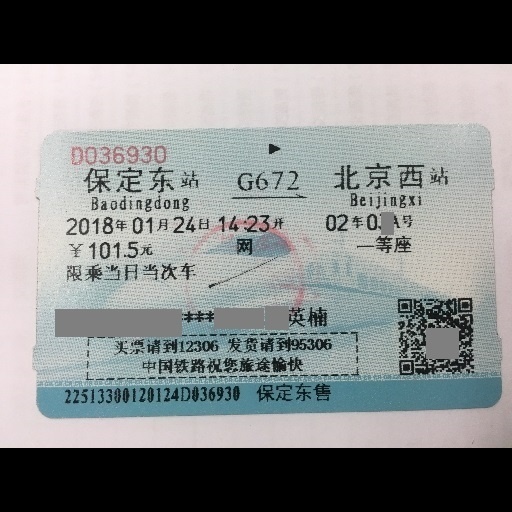 D036930
保定东站 G672 北京西站
Baodingdong Beijingxi
2018年01月24日 14:23开 02车0 A号
￥101.5元 网 一等座
限乘当日当次车
*** 英楠
买票请到12306 发货请到95306
中国铁路祝您旅途愉快
22513300120124D036930 保定东售